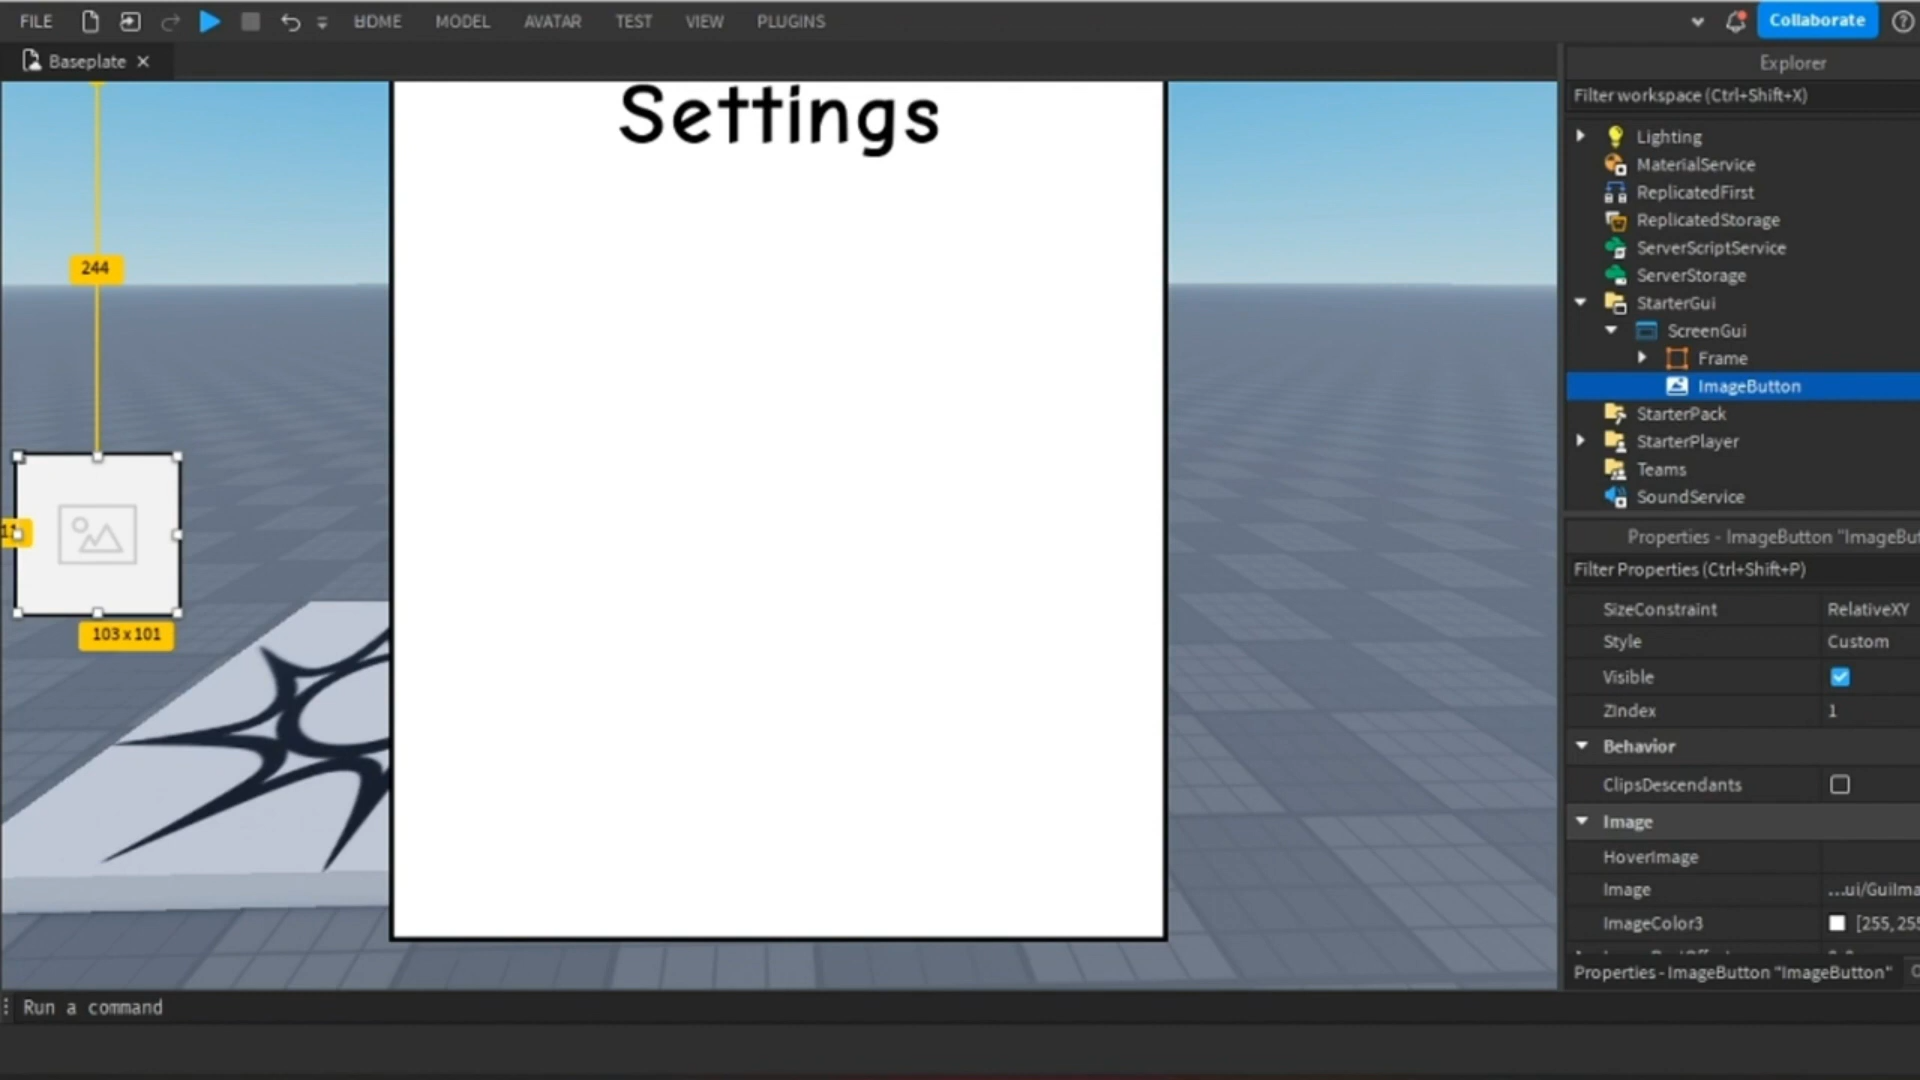 FILE BDME MODEL AVATAR TEST VIEW PLUGINS Collaborate
Baseplate
Explorer
Filter workspace (Ctrl+Shift+X)
Lighting
MaterialService
ReplicatedFirst
ReplicatedStorage
ServerScriptService
ServerStorage
StarterGui
ScreenGui
Frame
ImageButton
StarterPack
StarterPlayer
Teams
SoundService
Settings
244
103 x 101
Properties - ImageButton "ImageBut
Filter Properties (Ctrl+Shift+P)
SizeConstraint RelativeXY
Style Custom
Visible
ZIndex 1
Behavior
ClipsDescendants
Image
HoverImage
Image ...ui/GuiIma
ImageColor3 [255, 255
Properties - ImageButton "ImageButton"
Run a command